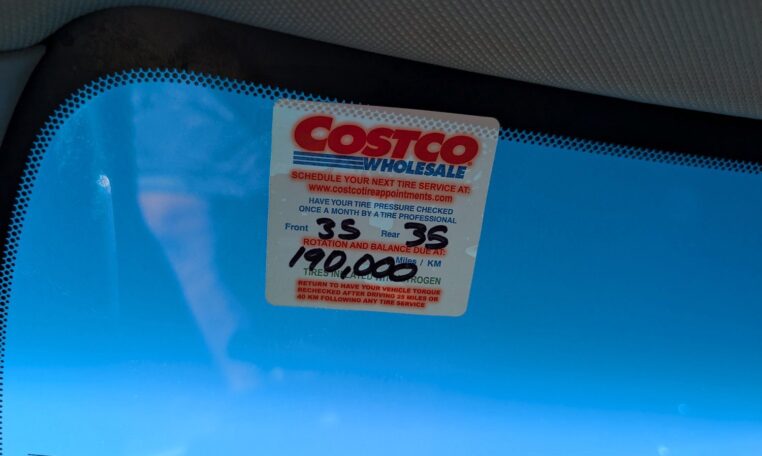 COSTCO
WHOLESALE
SCHEDULE YOUR NEXT TIRE SERVICE AT:
www.costcotireappointments.com
HAVE YOUR TIRE PRESSURE CHECKED
ONCE A MONTH BY A TIRE PROFESSIONAL
Front 35 Rear 35
ROTATION AND BALANCE DUE AT:
190,000 Miles / KM
TIRES INFLATED WITH NITROGEN
RETURN TO HAVE YOUR VEHICLE TORQUE
RECHECKED AFTER DRIVING 25 MILES OR
40 KM FOLLOWING ANY TIRE SERVICE